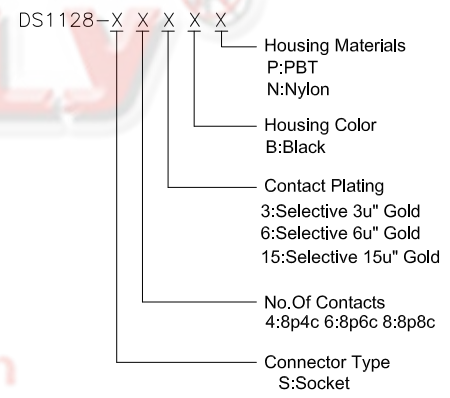 DS1128-X X X X X
Housing Materials
P:PBT
N:Nylon
Housing Color
B:Black
Contact Plating
3:Selective 3u" Gold
6:Selective 6u" Gold
15:Selective 15u" Gold
No.Of Contacts
4:8p4c 6:8p6c 8:8p8c
Connector Type
S:Socket